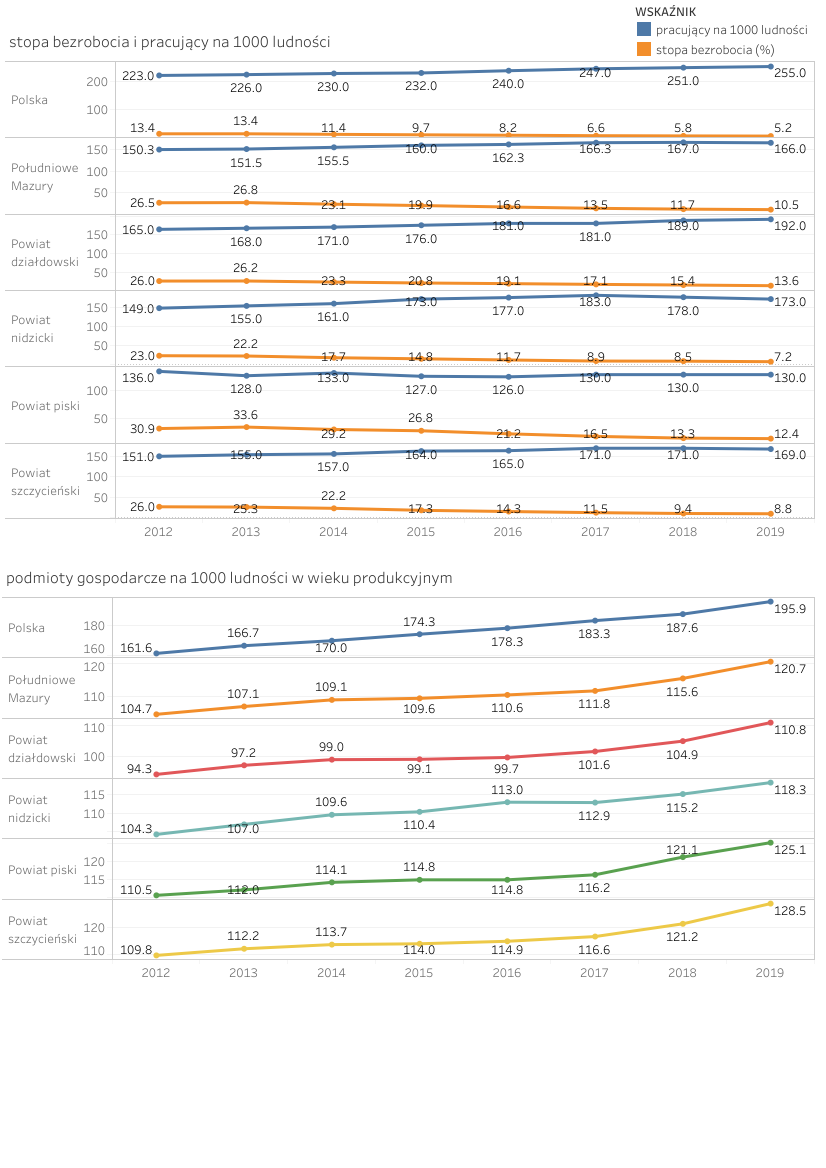 WSKAŹNIK
pracujący na 1000 ludności
stopa bezrobocia (%)
stopa bezrobocia i pracujący na 1000 ludności
Polska
200
100
223.0 226.0 230.0 232.0 240.0 247.0 251.0 255.0
13.4 13.4 11.4 9.7 8.2 6.6 5.8 5.2
Południowe
Mazury
150
100
50
150.3 151.5 155.5 160.0 162.3 166.3 167.0 166.0
26.5 26.8 23.1 19.9 16.6 13.5 11.7 10.5
Powiat
działdowski
150
100
50
165.0 168.0 171.0 176.0 181.0 181.0 189.0 192.0
26.0 26.2 23.3 20.8 19.1 17.1 15.4 13.6
Powiat
nidzicki
150
100
50
149.0 155.0 161.0 173.0 177.0 183.0 178.0 173.0
23.0 22.2 17.7 14.8 11.7 8.9 8.5 7.2
Powiat piski
100
50
136.0 128.0 133.0 127.0 126.0 130.0 130.0 130.0
30.9 33.6 29.2 26.8 21.2 16.5 13.3 12.4
Powiat
szczycieński
150
100
50
151.0 155.0 157.0 164.0 165.0 171.0 171.0 169.0
26.0 25.3 22.2 17.3 14.3 11.5 9.4 8.8
2012 2013 2014 2015 2016 2017 2018 2019
podmioty gospodarcze na 1000 ludności w wieku produkcyjnym
Polska
180
160
161.6 166.7 170.0 174.3 178.3 183.3 187.6 195.9
Południowe
Mazury
120
110
104.7 107.1 109.1 109.6 110.6 111.8 115.6 120.7
Powiat
działdowski
110
100
94.3 97.2 99.0 99.1 99.7 101.6 104.9 110.8
Powiat
nidzicki
115
110
104.3 107.0 109.6 110.4 113.0 112.9 115.2 118.3
Powiat piski
120
115
110.5 112.0 114.1 114.8 114.8 116.2 121.1 125.1
Powiat
szczycieński
120
110
109.8 112.2 113.7 114.0 114.9 116.6 121.2 128.5
2012 2013 2014 2015 2016 2017 2018 2019